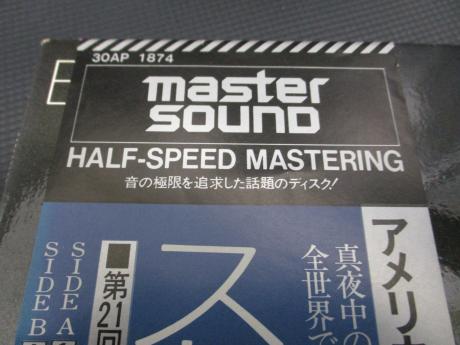 30AP 1874
master
sound
HALF-SPEED MASTERING
音の極限を追求した話題のディスク!
アメリカ
真夜中の
全世界で
ス
■第21回
SIDE A
SIDE B
E